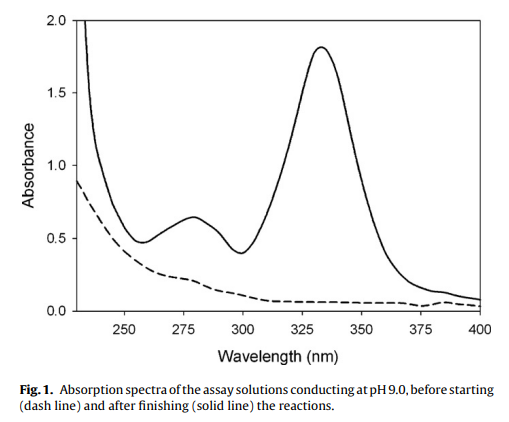 2.0
1.5
1.0
0.5
0.0
Absorbance
250 275 300 325 350 375 400
Wavelength (nm)
Fig. 1. Absorption spectra of the assay solutions conducting at pH 9.0, before starting
(dash line) and after finishing (solid line) the reactions.